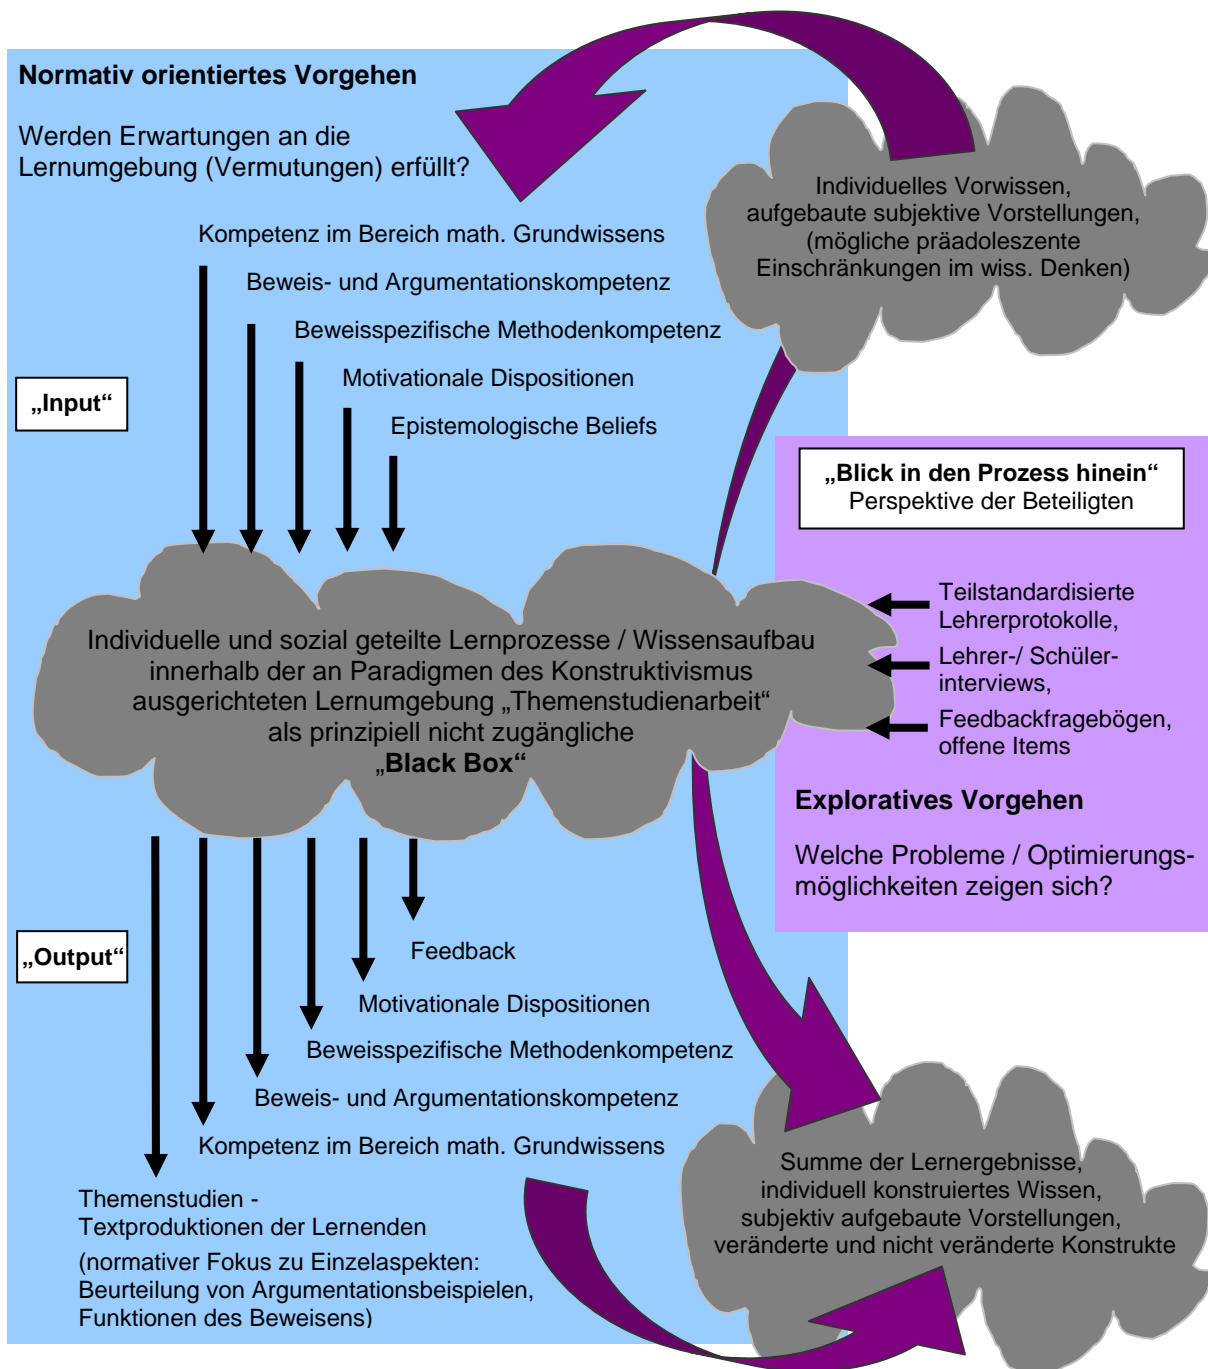 Normativ orientiertes Vorgehen
Werden Erwartungen an die
Lernumgebung (Vermutungen) erfüllt?
Individuelles Vorwissen,
aufgebaute subjektive Vorstellungen,
(mögliche präadoleszente
Einschränkungen im wiss. Denken)
Kompetenz im Bereich math. Grundwissens
Beweis- und Argumentationskompetenz
Beweisspezifische Methodenkompetenz
Motivationale Dispositionen
Epistemologische Beliefs
„Input“
„Blick in den Prozess hinein“
Perspektive der Beteiligten
Teilstandardisierte
Lehrerprotokolle,
Lehrer-/ Schüler-
interviews,
Feedbackfragebögen,
offene Items
Exploratives Vorgehen
Welche Probleme / Optimierungs-
möglichkeiten zeigen sich?
Individuelle und sozial geteilte Lernprozesse / Wissensaufbau
innerhalb der an Paradigmen des Konstruktivismus
ausgerichteten Lernumgebung „Themenstudienarbeit“
als prinzipiell nicht zugängliche
„Black Box“
„Output“
Feedback
Motivationale Dispositionen
Beweisspezifische Methodenkompetenz
Beweis- und Argumentationskompetenz
Kompetenz im Bereich math. Grundwissens
Themenstudien -
Textproduktionen der Lernenden
(normativer Fokus zu Einzelaspekten:
Beurteilung von Argumentationsbeispielen,
Funktionen des Beweisens)
Summe der Lernergebnisse,
individuell konstruiertes Wissen,
subjektiv aufgebaute Vorstellungen,
veränderte und nicht veränderte Konstrukte